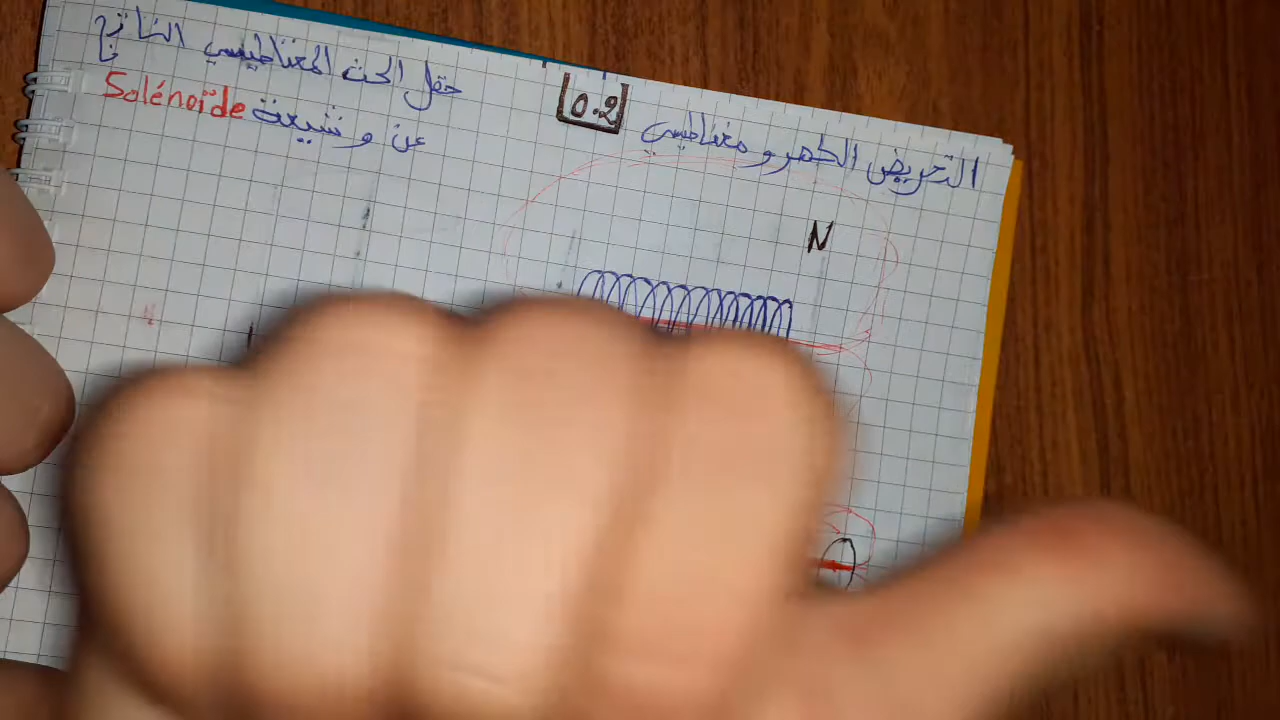 التحريض الكهرومغناطيسي
0.2
حقل الحث المغناطيسي الناتج
عن وشيعة Solénoïde
N